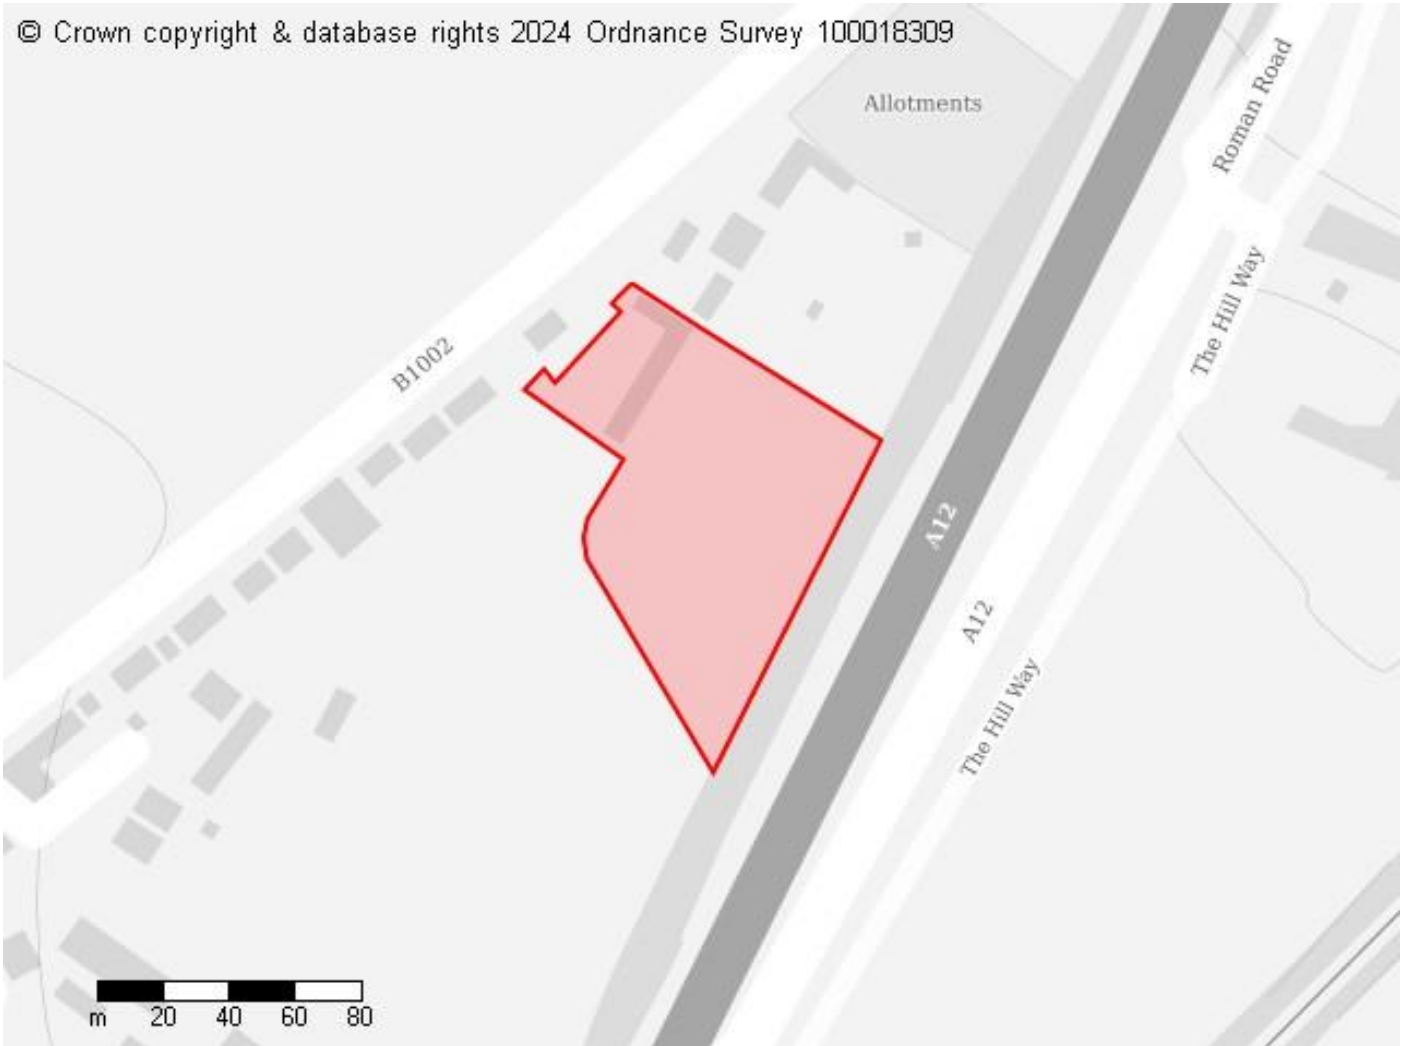 © Crown copyright & database rights 2024 Ordnance Survey 100018309
Allotments
Roman Road
The Hill Way
B1002
A12
A12
The Hill Way
m 20 40 60 80